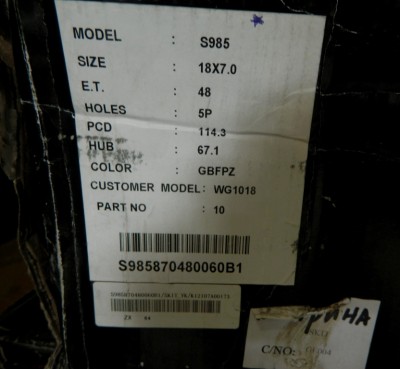 MODEL : S985
SIZE : 18X7.0
E.T. : 48
HOLES : 5P
PCD : 114.3
HUB : 67.1
COLOR : GBFPZ
CUSTOMER MODEL: WG1018
PART NO : 10
S985870480060B1
C/NO: